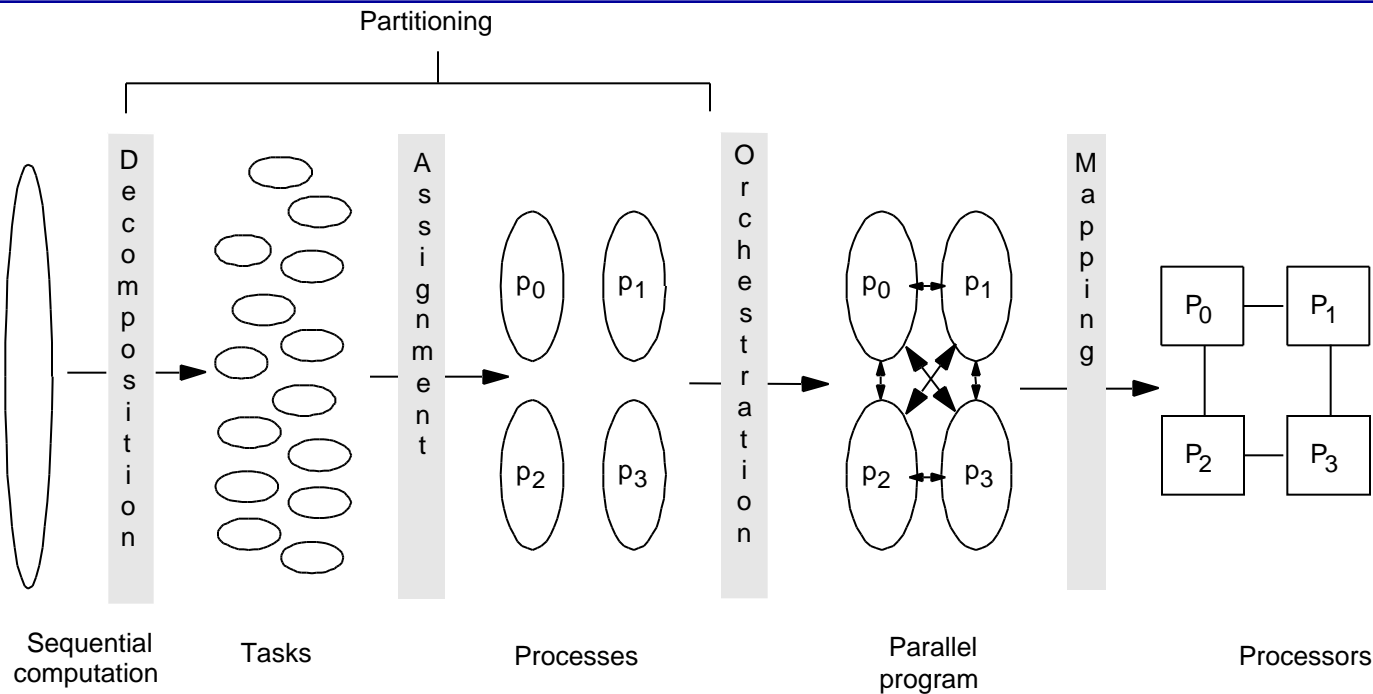 Partitioning
Decomposition
Assignment
Orchestration
Mapping
p0
p1
p2
p3
p0
p1
p2
p3
P0
P1
P2
P3
Sequential
computation
Tasks
Processes
Parallel
program
Processors